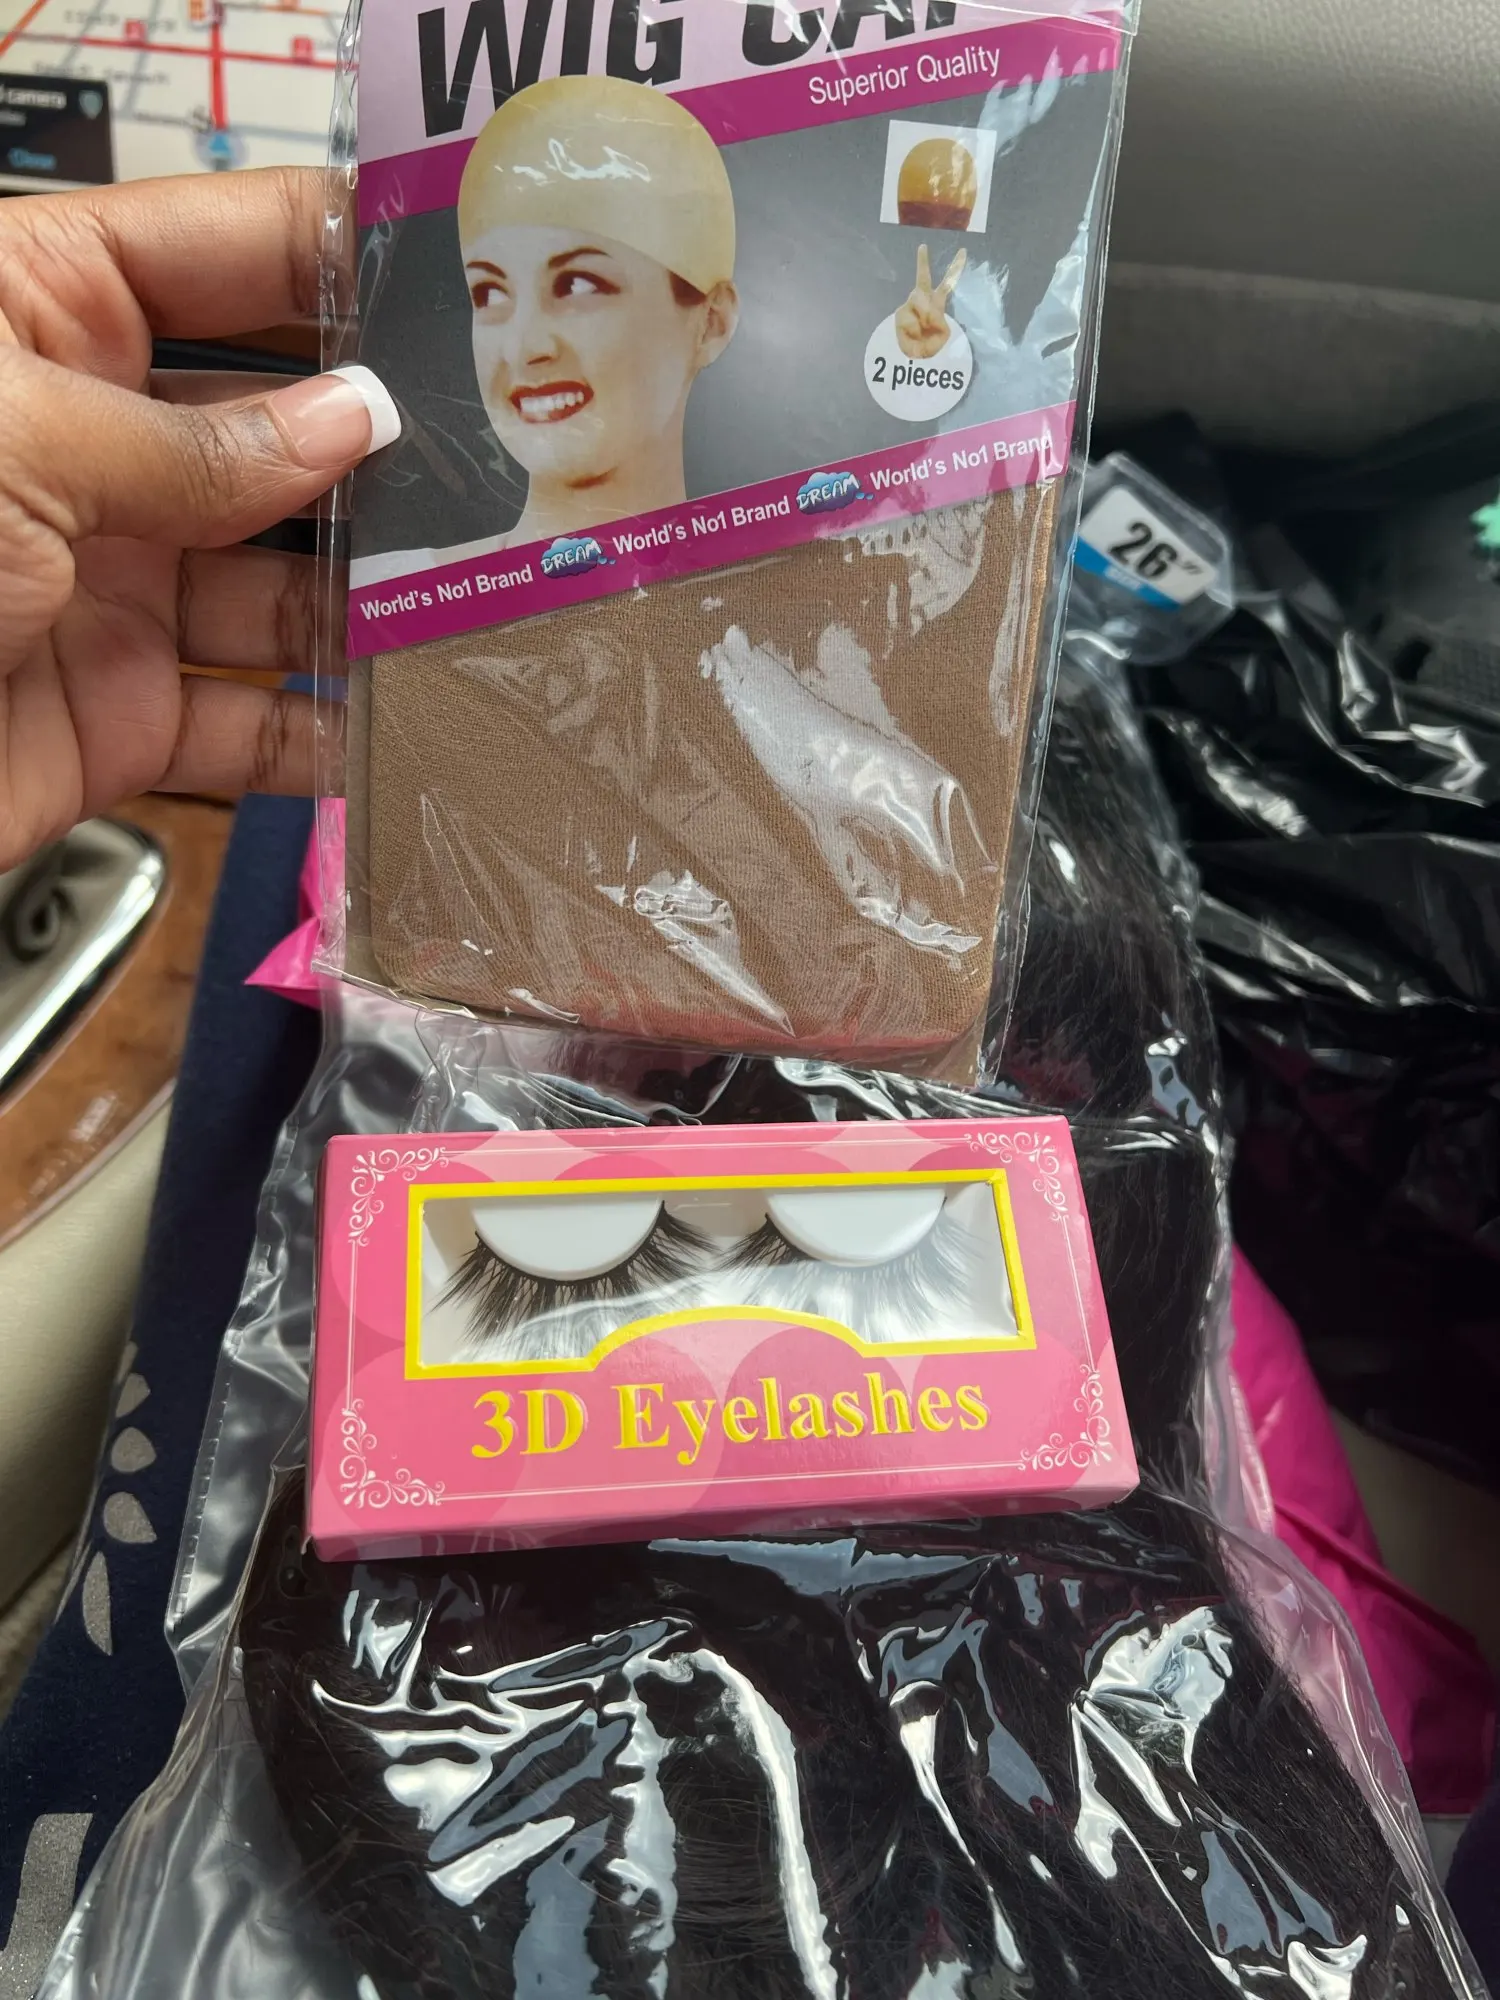 WIG CAP
Superior Quality
2 pieces
World's No1 Brand DREAM World's No1 Brand DREAM World's No1 Brand
26"
camera
3D Eyelashes